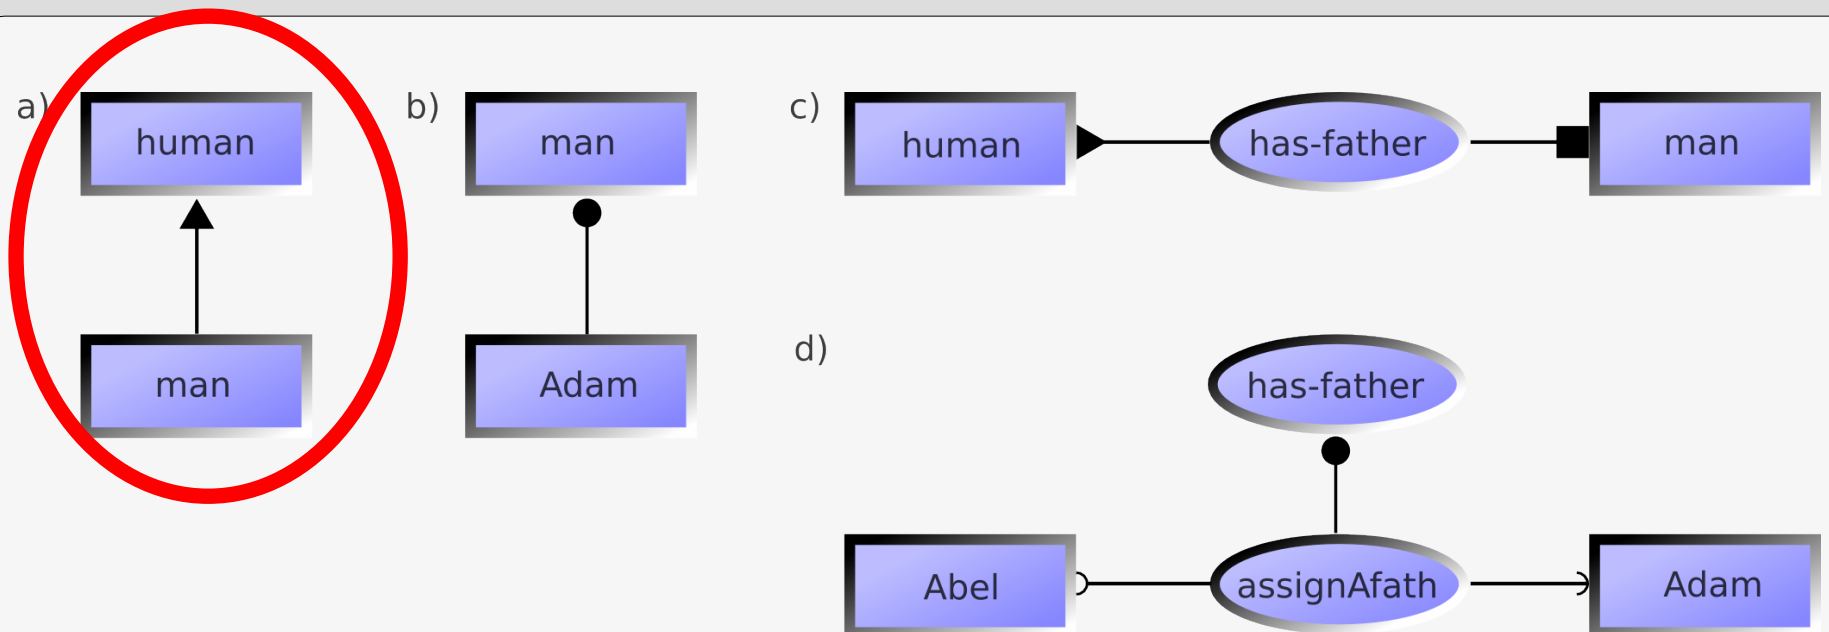 a)
human
man
b)
man
Adam
c)
human
has-father
man
d)
has-father
Abel
assignAfath
Adam